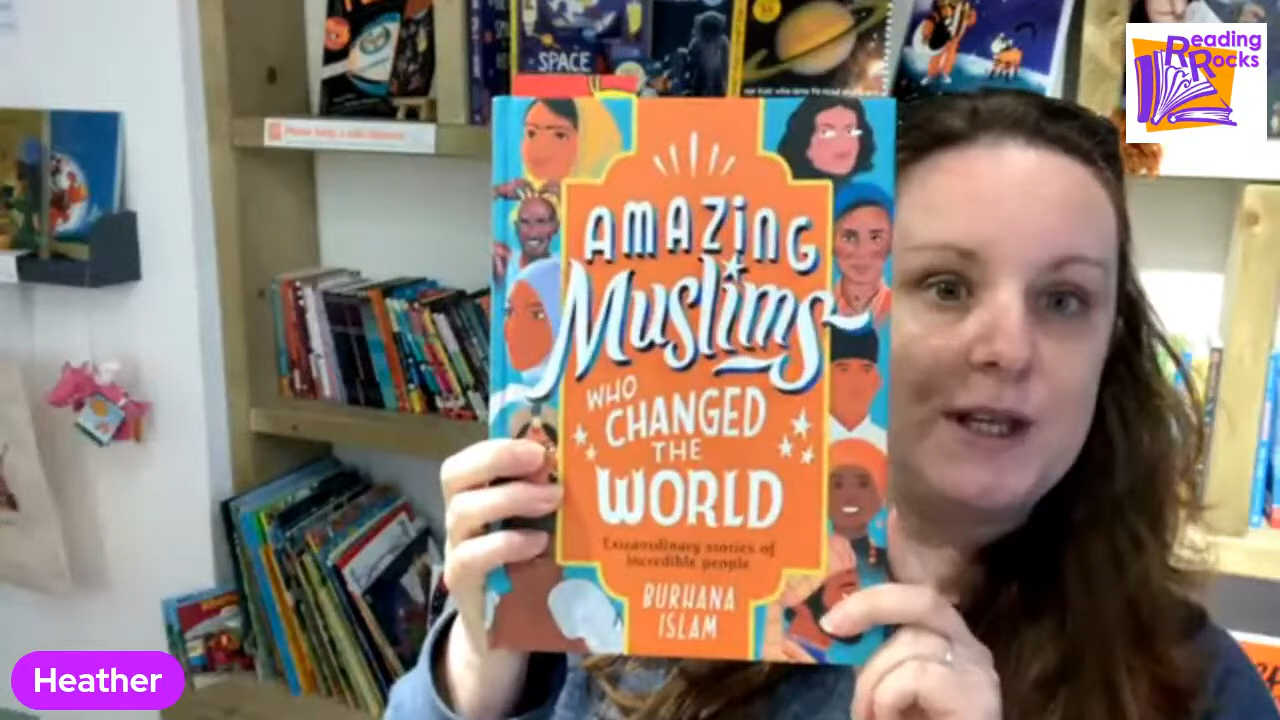 SPACE
Reading
Rocks
AMAZING
Muslims
WHO
CHANGED
THE
WORLD
Extraordinary stories of
incredible people
BURHANA
ISLAM
Heather